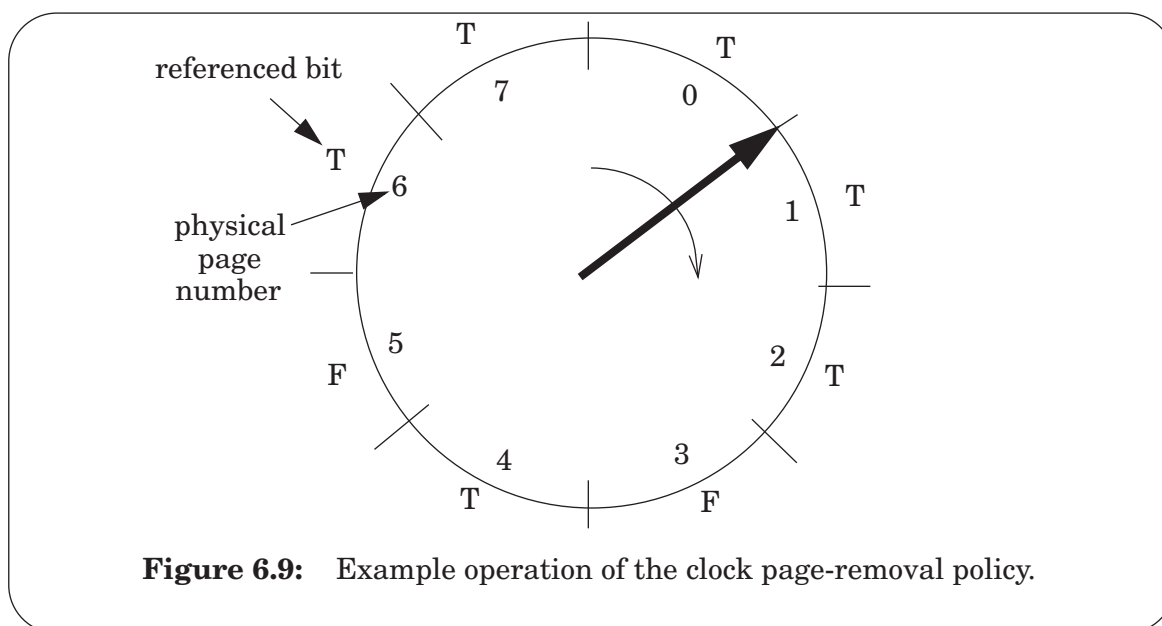 T
T
referenced bit
7
0
T
6
T
1
physical
page
number
5
2
F
T
4
3
T
F
Figure 6.9: Example operation of the clock page-removal policy.